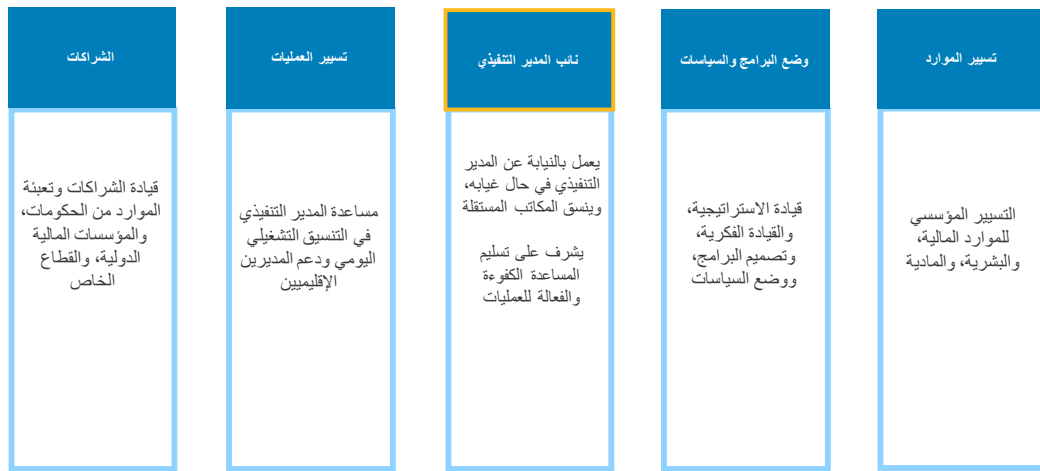 تسيير الموارد
التسيير المؤسسي
للموارد المالية،
والبشرية، والمادية
وضع البرامج والسياسات
قيادة الاستراتيجية،
والقيادة الفكرية،
وتصميم البرامج،
ووضع السياسات
نائب المدير التنفيذي
يعمل بالنيابة عن المدير
التنفيذي في حال غيابه،
وينسق المكاتب المستقلة
يشرف على تسليم
المساعدة الكفوءة
والفعالة للعمليات
تسيير العمليات
مساعدة المدير التنفيذي
في التنسيق التشغيلي
اليومي ودعم المديرين
الإقليميين
الشراكات
قيادة الشراكات وتعبئة
الموارد من الحكومات،
والمؤسسات المالية
الدولية، والقطاع
الخاص